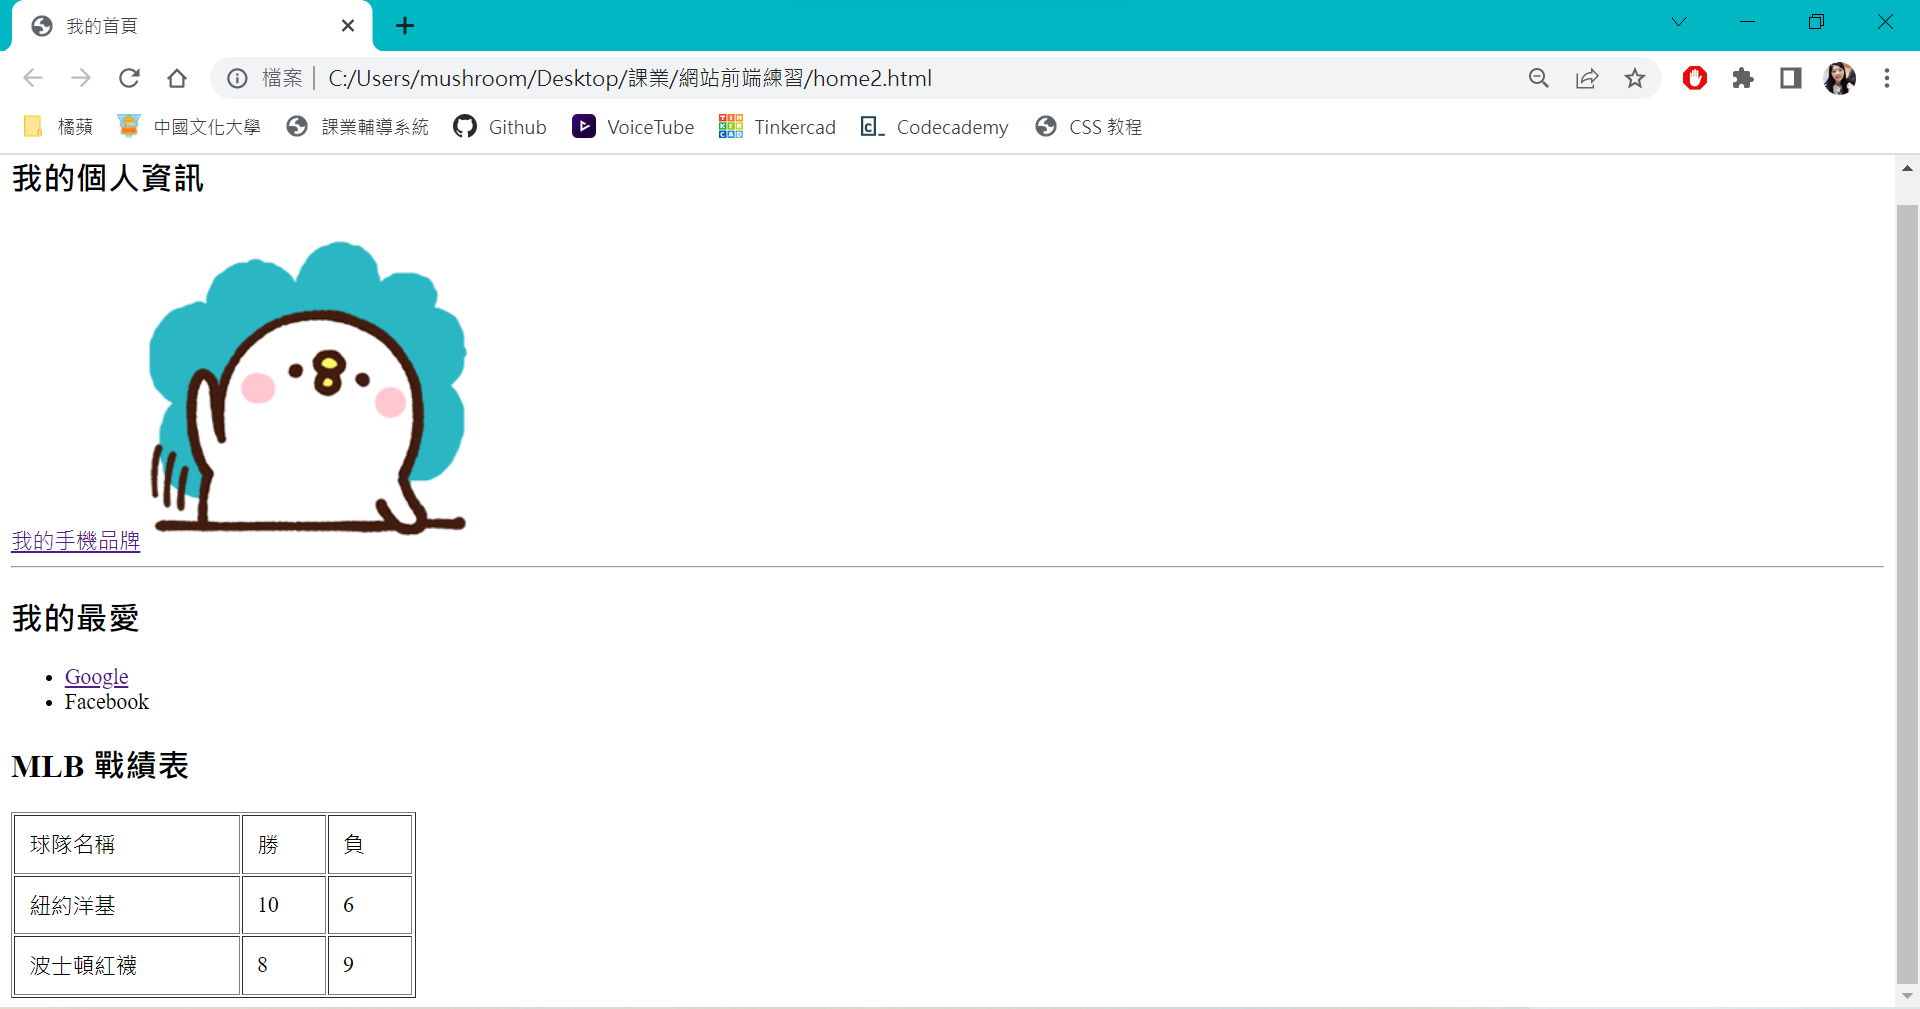 我的首頁
檔案 C:/Users/mushroom/Desktop/課業/網站前端練習/home2.html
橘蘋 中國文化大學 課業輔導系統 Github VoiceTube Tinkercad Codecademy CSS 教程
我的個人資訊
我的手機品牌
我的最愛
Google
Facebook
MLB 戰績表
球隊名稱 勝 負
紐約洋基 10 6
波士頓紅襪 8 9